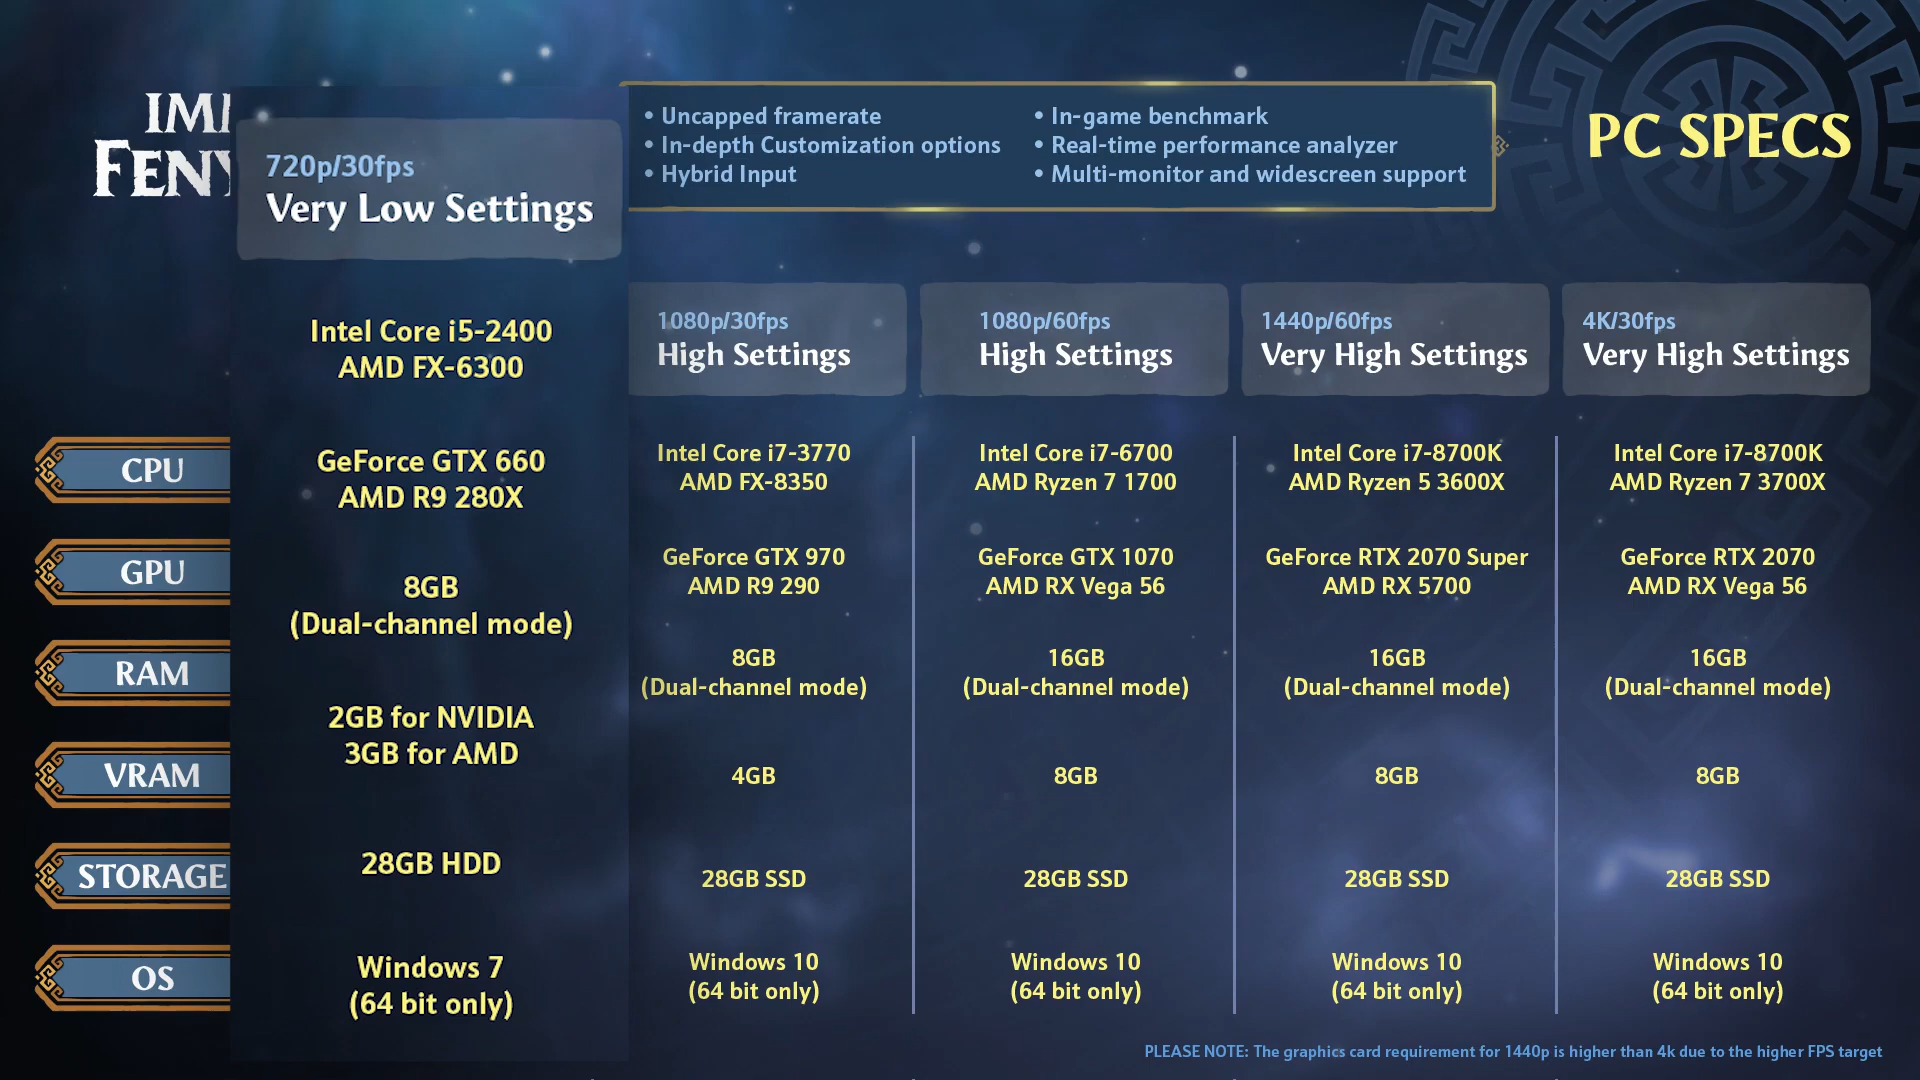 • Uncapped framerate
• In-depth Customization options
• Hybrid Input
• In-game benchmark
• Real-time performance analyzer
• Multi-monitor and widescreen support
PC SPECS
720p/30fps
Very Low Settings
1080p/30fps
High Settings
1080p/60fps
High Settings
1440p/60fps
Very High Settings
4K/30fps
Very High Settings
CPU
Intel Core i5-2400
AMD FX-6300
Intel Core i7-3770
AMD FX-8350
Intel Core i7-6700
AMD Ryzen 7 1700
Intel Core i7-8700K
AMD Ryzen 5 3600X
Intel Core i7-8700K
AMD Ryzen 7 3700X
GPU
GeForce GTX 660
AMD R9 280X
GeForce GTX 970
AMD R9 290
GeForce GTX 1070
AMD RX Vega 56
GeForce RTX 2070 Super
AMD RX 5700
GeForce RTX 2070
AMD RX Vega 56
RAM
8GB
(Dual-channel mode)
8GB
(Dual-channel mode)
16GB
(Dual-channel mode)
16GB
(Dual-channel mode)
16GB
(Dual-channel mode)
VRAM
2GB for NVIDIA
3GB for AMD
4GB
8GB
8GB
8GB
STORAGE
28GB HDD
28GB SSD
28GB SSD
28GB SSD
28GB SSD
OS
Windows 7
(64 bit only)
Windows 10
(64 bit only)
Windows 10
(64 bit only)
Windows 10
(64 bit only)
Windows 10
(64 bit only)
PLEASE NOTE: The graphics card requirement for 1440p is higher than 4k due to the higher FPS target